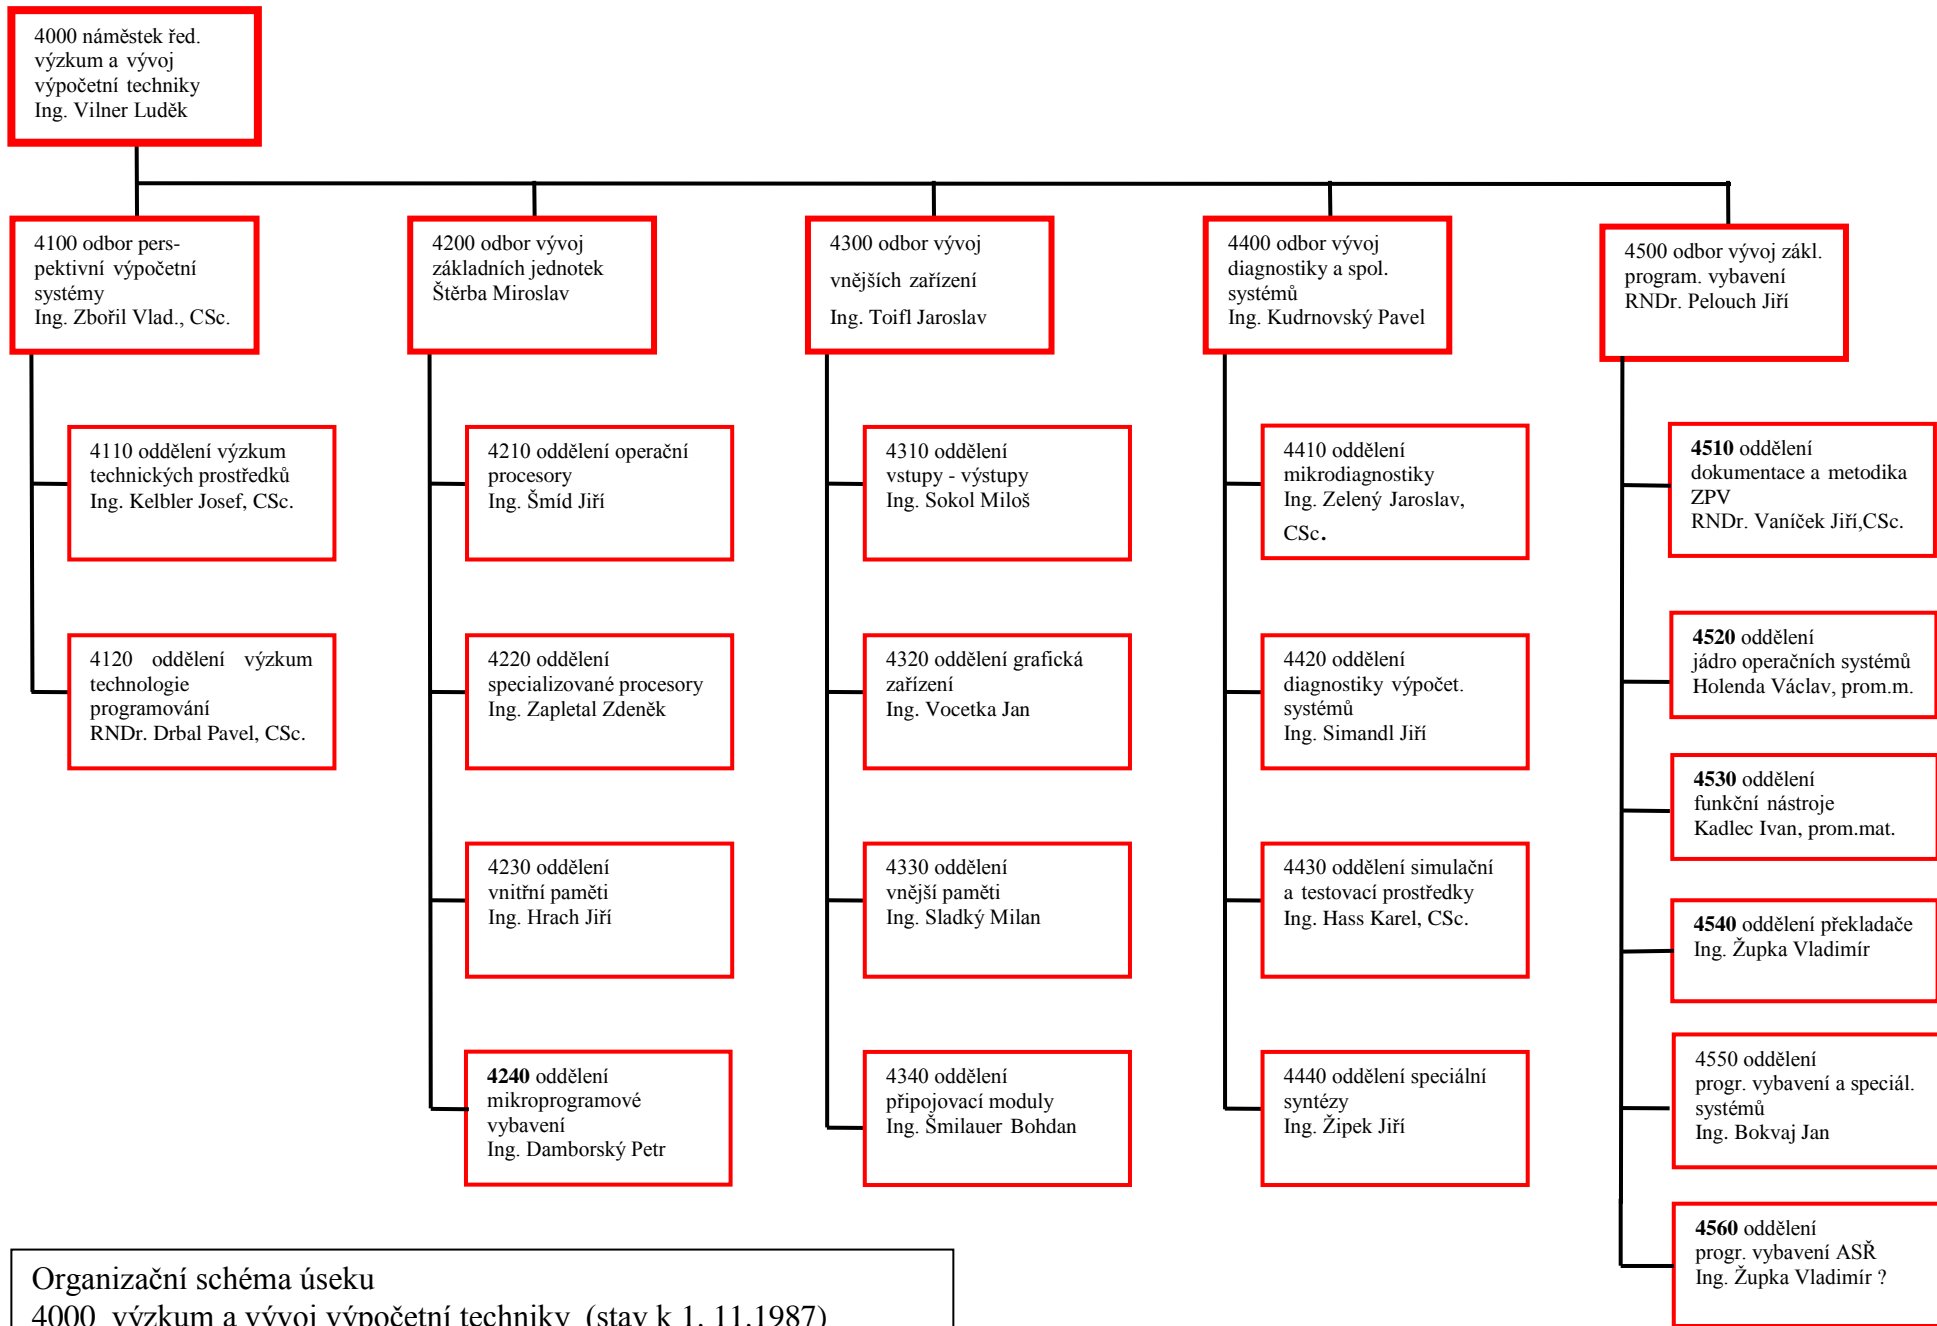 4000 náměstek řed.
výzkum a vývoj
výpočetní techniky
Ing. Vilner Luděk
4100 odbor pers-
pektivní výpočetní
systémy
Ing. Zbořil Vlad., CSc.
4200 odbor vývoj
základních jednotek
Štěrba Miroslav
4300 odbor vývoj
vnějších zařízení
Ing. Toifl Jaroslav
4400 odbor vývoj
diagnostiky a spol.
systémů
Ing. Kudrnovský Pavel
4500 odbor vývoj zákl.
program. vybavení
RNDr. Pelouch Jiří
4110 oddělení výzkum
technických prostředků
Ing. Kelbler Josef, CSc.
4210 oddělení operační
procesory
Ing. Šmíd Jiří
4310 oddělení
vstupy - výstupy
Ing. Sokol Miloš
4410 oddělení
mikrodiagnostiky
Ing. Zelený Jaroslav,
CSc.
4510 oddělení
dokumentace a metodika
ZPV
RNDr. Vaníček Jiří,CSc.
4120 oddělení výzkum
technologie
programování
RNDr. Drbal Pavel, CSc.
4220 oddělení
specializované procesory
Ing. Zapletal Zdeněk
4320 oddělení grafická
zařízení
Ing. Vocetka Jan
4420 oddělení
diagnostiky výpočet.
systémů
Ing. Simandl Jiří
4520 oddělení
jádro operačních systémů
Holenda Václav, prom.m.
4530 oddělení
funkční nástroje
Kadlec Ivan, prom.mat.
4230 oddělení
vnitřní paměti
Ing. Hrach Jiří
4330 oddělení
vnější paměti
Ing. Sladký Milan
4430 oddělení simulační
a testovací prostředky
Ing. Hass Karel, CSc.
4540 oddělení překladače
Ing. Župka Vladimír
4240 oddělení
mikroprogramové
vybavení
Ing. Damborský Petr
4340 oddělení
připojovací moduly
Ing. Šmilauer Bohdan
4440 oddělení speciální
syntézy
Ing. Žipek Jiří
4550 oddělení
progr. vybavení a speciál.
systémů
Ing. Bokvaj Jan
4560 oddělení
progr. vybavení ASŘ
Ing. Župka Vladimír ?
Organizační schéma úseku
4000 výzkum a vývoj výpočetní techniky (stav k 1. 11.1987)